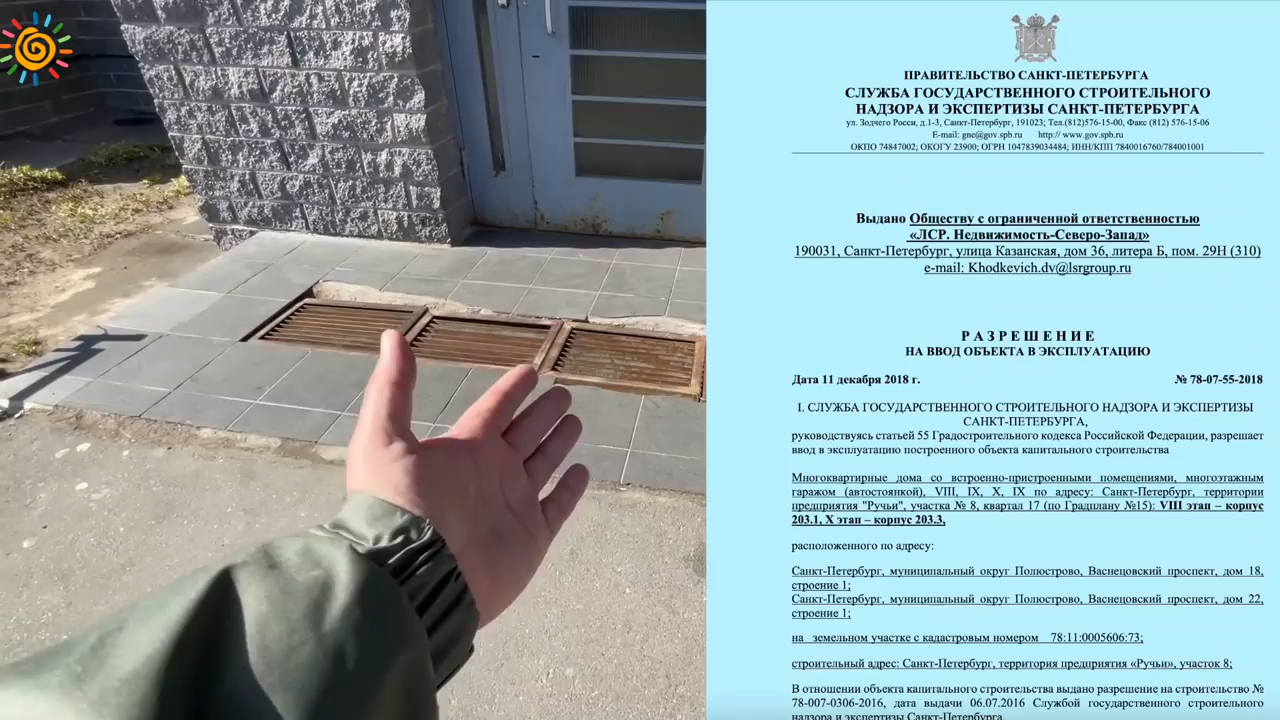 ПРАВИТЕЛЬСТВО САНКТ-ПЕТЕРБУРГА
СЛУЖБА ГОСУДАРСТВЕННОГО СТРОИТЕЛЬНОГО
НАДЗОРА И ЭКСПЕРТИЗЫ САНКТ-ПЕТЕРБУРГА
ул. Зодчего Росси, д.1-3, Санкт-Петербург, 191023; Тел.(812)576-15-00, Факс (812) 576-15-06
E-mail: gne@gov.spb.ru http:// www.gov.spb.ru
ОКПО 74847002; ОКОГУ 23900; ОГРН 1047839034484; ИНН/КПП 7840016760/784001001
Выдано Обществу с ограниченной ответственностью
«ЛСР. Недвижимость-Северо-Запад»
190031, Санкт-Петербург, улица Казанская, дом 36, литера Б, пом. 29Н (310)
e-mail: Khodkevich.dv@lsrgroup.ru
Р А З Р Е Ш Е Н И Е
НА ВВОД ОБЪЕКТА В ЭКСПЛУАТАЦИЮ
Дата 11 декабря 2018 г. № 78-07-55-2018
I. СЛУЖБА ГОСУДАРСТВЕННОГО СТРОИТЕЛЬНОГО НАДЗОРА И ЭКСПЕРТИЗЫ
САНКТ-ПЕТЕРБУРГА,
руководствуясь статьей 55 Градостроительного кодекса Российской Федерации, разрешает
ввод в эксплуатацию построенного объекта капитального строительства
Многоквартирные дома со встроенно-пристроенными помещениями, многоэтажным
гаражом (автостоянкой), VIII, IX, X, IX по адресу: Санкт-Петербург, территории
предприятия "Ручьи", участка № 8, квартал 17 (по Градплану №15): VIII этап – корпус
203.1, X этап – корпус 203.3,
расположенного по адресу:
Санкт-Петербург, муниципальный округ Полюстрово, Васнецовский проспект, дом 18,
строение 1;
Санкт-Петербург, муниципальный округ Полюстрово, Васнецовский проспект, дом 22,
строение 1;
на земельном участке с кадастровым номером 78:11:0005606:73;
строительный адрес: Санкт-Петербург, территория предприятия «Ручьи», участок 8;
В отношении объекта капитального строительства выдано разрешение на строительство №
78-007-0306-2016, дата выдачи 06.07.2016 Службой государственного строительного
надзора и экспертизы Санкт-Петербурга.